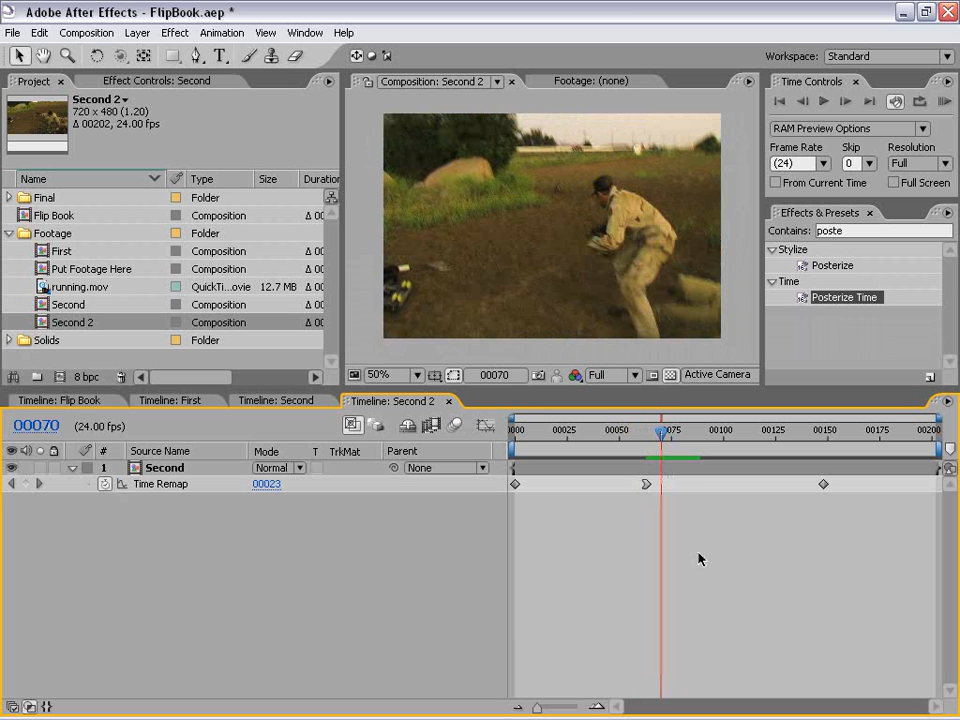 Adobe After Effects - FlipBook.aep *
File Edit Composition Layer Effect Animation View Window Help
Workspace: Standard
Project Effect Controls: Second
Second 2
720 x 480 (1.20)
Δ 00202, 24.00 fps
Name Type Size Duration
Final Folder
Flip Book Composition Δ 00
Footage Folder
First Composition Δ 00
Put Footage Here Composition Δ 00
running.mov QuickTi...ovie 12.7 MB Δ 00
Second Composition Δ 00
Second 2 Composition Δ 00
Solids Folder
8 bpc
Composition: Second 2 Footage: (none)
50% 00070 Full Active Camera
Time Controls
RAM Preview Options
Frame Rate Skip Resolution
(24) 0 Full
From Current Time Full Screen
Effects & Presets
Contains: poste
Stylize
Posterize
Time
Posterize Time
Timeline: Flip Book Timeline: First Timeline: Second Timeline: Second 2
00070 (24.00 fps)
0000 00025 00050 00075 00100 00125 00150 00175 00200
# Source Name Mode T TrkMat Parent
1 Second Normal None
Time Remap 00023